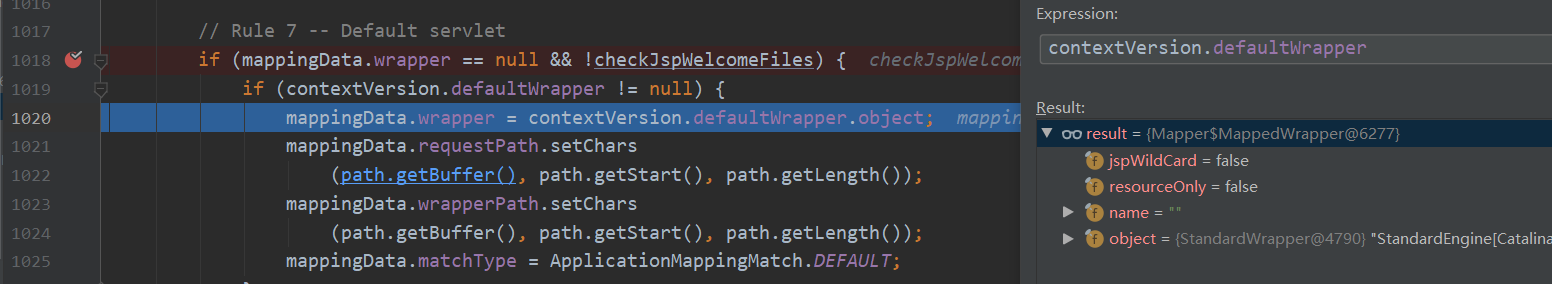 1016
1017 // Rule 7 -- Default servlet
1018 if (mappingData.wrapper == null && !checkJspWelcomeFiles) { checkJspWelcom
1019 if (contextVersion.defaultWrapper != null) {
1020 mappingData.wrapper = contextVersion.defaultWrapper.object; mappin
1021 mappingData.requestPath.setChars
1022 (path.getBuffer(), path.getStart(), path.getLength());
1023 mappingData.wrapperPath.setChars
1024 (path.getBuffer(), path.getStart(), path.getLength());
1025 mappingData.matchType = ApplicationMappingMatch.DEFAULT;
Expression:
contextVersion.defaultWrapper
Result:
result = {Mapper$MappedWrapper@6277}
f jspWildCard = false
f resourceOnly = false
f name = ""
f object = {StandardWrapper@4790} "StandardEngine[Catalina